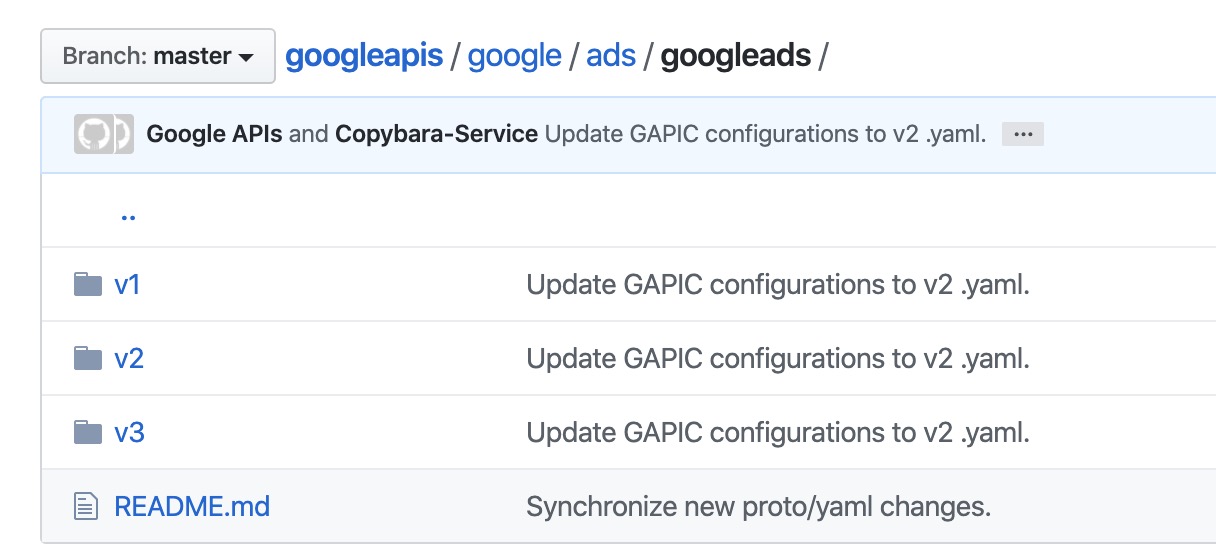 Branch: master googleapis / google / ads / googleads /
Google APIs and Copybara-Service Update GAPIC configurations to v2 .yaml. ...
..
v1 Update GAPIC configurations to v2 .yaml.
v2 Update GAPIC configurations to v2 .yaml.
v3 Update GAPIC configurations to v2 .yaml.
README.md Synchronize new proto/yaml changes.